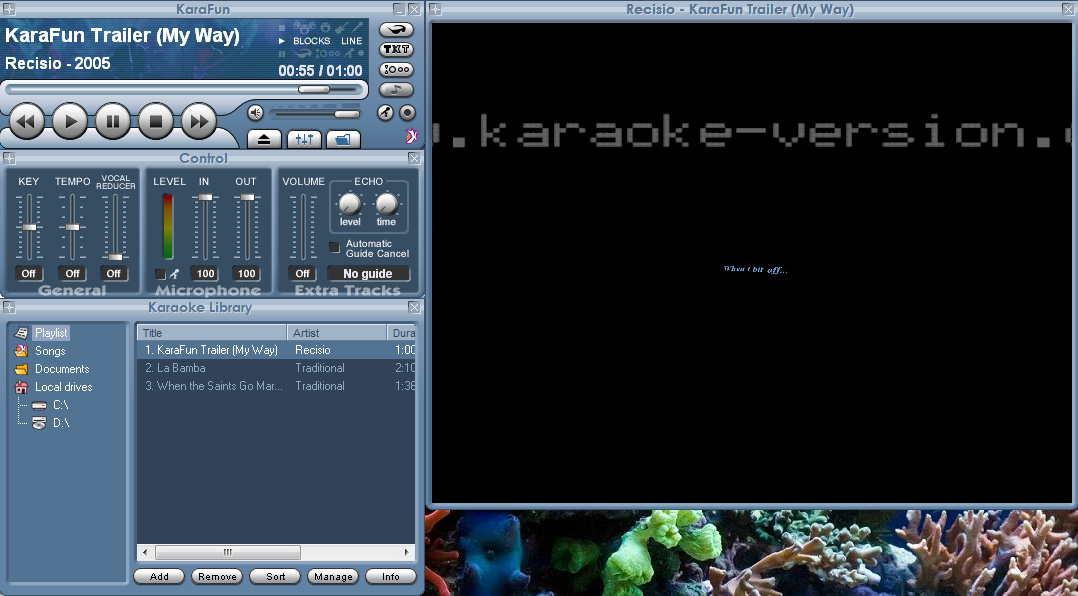 KaraFun
KaraFun Trailer (My Way)
Recisio - 2005
BLOCKS LINE
00:55 / 01:00
TXT
Control
KEY TEMPO VOCAL REDUCER
LEVEL IN OUT
VOLUME ECHO
level time
Automatic
Guide Cancel
Off Off Off 100 100 Off No guide
General Microphone Extra Tracks
Karaoke Library
Playlist
Songs
Documents
Local drives
C:\
D:\
Title Artist Dura
1. KaraFun Trailer (My Way) Recisio 1:00
2. La Bamba Traditional 2:10
3. When the Saints Go Mar... Traditional 1:36
Add Remove Sort Manage Info
Recisio - KaraFun Trailer (My Way)
.karaoke-version.
When I bit off...